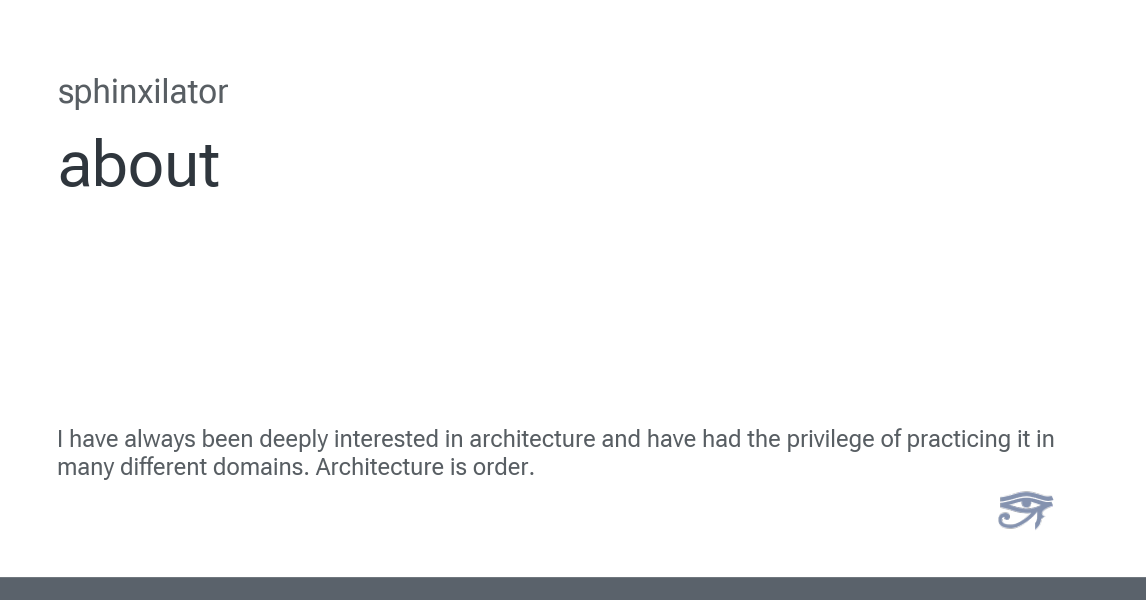 sphinxilator
about
I have always been deeply interested in architecture and have had the privilege of practicing it in
many different domains. Architecture is order.